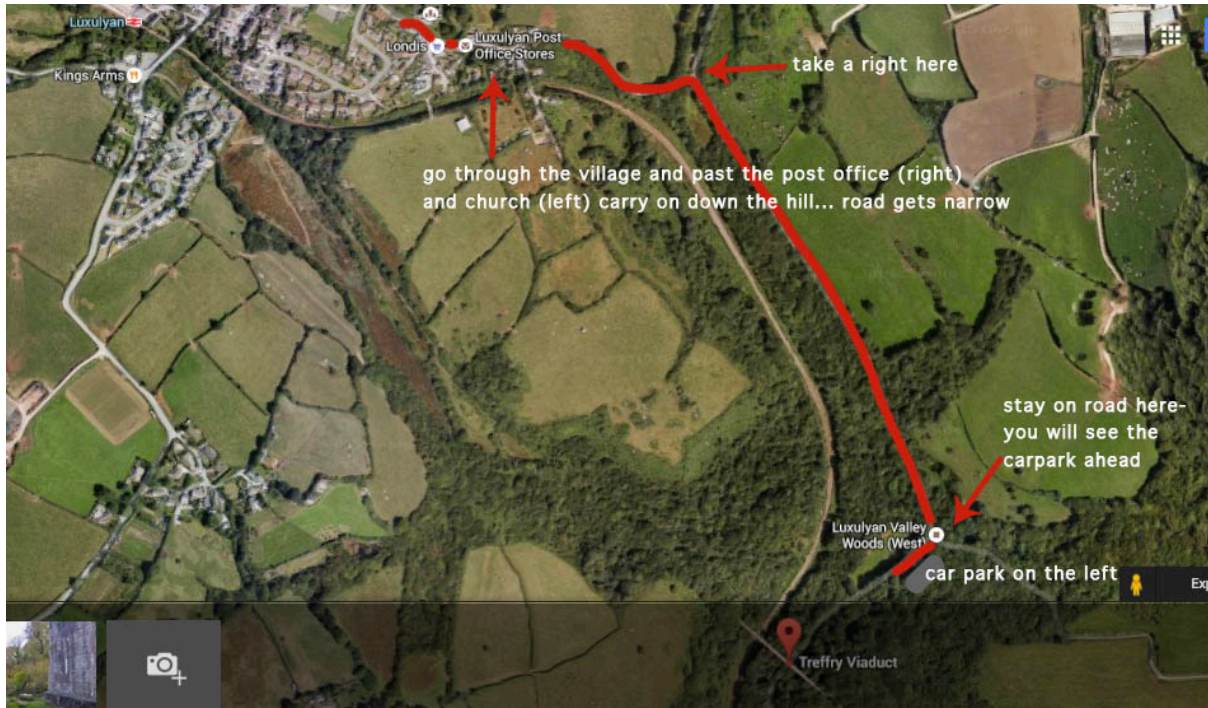 Luxulyan
Londis
Luxulyan Post
Office Stores
Kings Arms
take a right here
go through the village and past the post office (right)
and church (left) carry on down the hill... road gets narrow
stay on road here-
you will see the
carpark ahead
Luxulyan Valley
Woods (West)
car park on the left
Exp
Treffry Viaduct